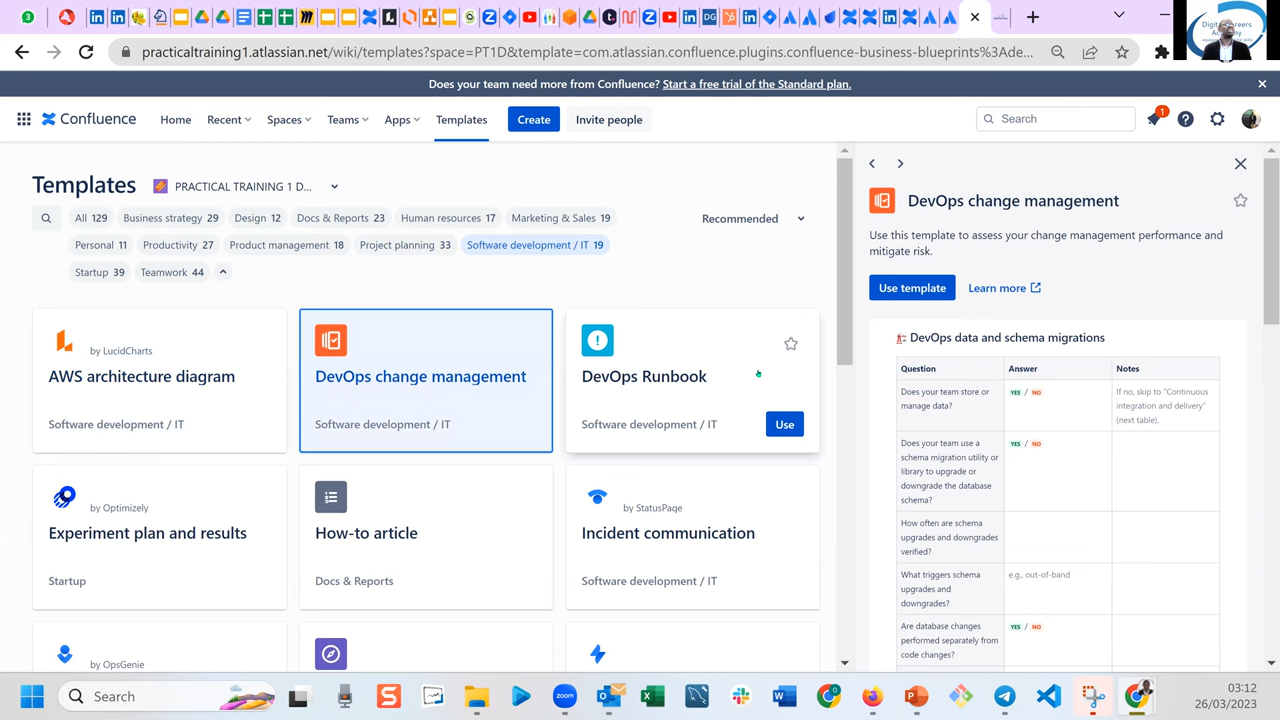 practicaltraining1.atlassian.net/wiki/templates?space=PT1D2&template=com.atlassian.confluence.plugins.confluence-business-blueprints%3Ade...
Does your team need more from Confluence? Start a free trial of the Standard plan.
Confluence Home Recent Spaces Teams Apps Templates Create Invite people Search 1
Templates PRACTICAL TRAINING 1 D...
All 129 Business strategy 29 Design 12 Docs & Reports 23 Human resources 17 Marketing & Sales 19 Recommended
Personal 11 Productivity 27 Product management 18 Project planning 33 Software development / IT 19
Startup 39 Teamwork 44
by LucidCharts
AWS architecture diagram
Software development / IT
DevOps change management
Software development / IT
DevOps Runbook
Software development / IT
Use
by Optimizely
Experiment plan and results
Startup
How-to article
Docs & Reports
by StatusPage
Incident communication
Software development / IT
by OpsGenie
DevOps change management
Use this template to assess your change management performance and
mitigate risk.
Use template Learn more
DevOps data and schema migrations
Question Answer Notes
Does your team store or
manage data?
YES / NO
If no, skip to "Continuous
integration and delivery"
(next table).
Does your team use a
schema migration utility or
library to upgrade or
downgrade the database
schema?
YES / NO
How often are schema
upgrades and downgrades
verified?
What triggers schema
upgrades and
downgrades?
e.g., out-of-band
Are database changes
performed separately from
code changes?
YES / NO
Search
zoom
03:12
26/03/2023